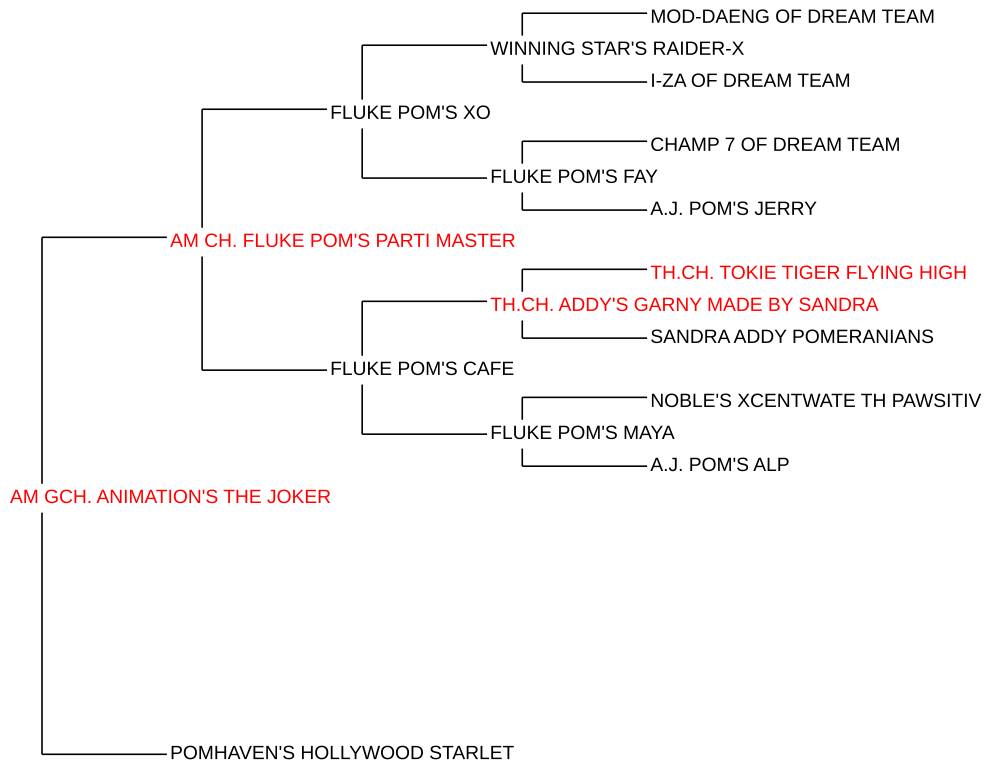 MOD-DAENG OF DREAM TEAM
WINNING STAR'S RAIDER-X
I-ZA OF DREAM TEAM
FLUKE POM'S XO
CHAMP 7 OF DREAM TEAM
FLUKE POM'S FAY
A.J. POM'S JERRY
AM CH. FLUKE POM'S PARTI MASTER
TH.CH. TOKIE TIGER FLYING HIGH
TH.CH. ADDY'S GARNY MADE BY SANDRA
SANDRA ADDY POMERANIANS
FLUKE POM'S CAFE
NOBLE'S XCENTWATE TH PAWSITIV
FLUKE POM'S MAYA
A.J. POM'S ALP
AM GCH. ANIMATION'S THE JOKER
POMHAVEN'S HOLLYWOOD STARLET